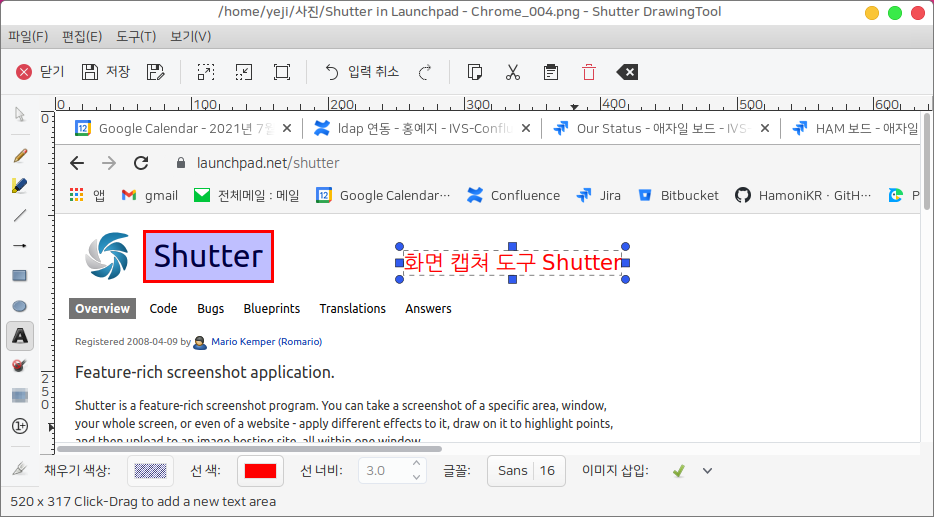 /home/yeji/사진/Shutter in Launchpad - Chrome_004.png - Shutter DrawingTool
파일(F) 편집(E) 도구(T) 보기(V)
닫기 저장 입력 취소
0 100 200 300 400 500 600
0
Google Calendar - 2021년 7월 ldap 연동 - 홍예지 - IVS-Conflu Our Status - 애자일 보드 - IVS- HAM 보드 - 애자일
launchpad.net/shutter
앱 gmail 전체메일 : 메일 Google Calendar… Confluence Jira Bitbucket HamoniKR · GitH… P
Shutter
화면 캡쳐 도구 Shutter
Overview Code Bugs Blueprints Translations Answers
Registered 2008-04-09 by Mario Kemper (Romario)
Feature-rich screenshot application.
250
Shutter is a feature-rich screenshot program. You can take a screenshot of a specific area, window,
your whole screen, or even of a website - apply different effects to it, draw on it to highlight points,
and then upload to an image hosting site, all within one window.
채우기 색상: 선 색: 선 너비: 3.0 글꼴: Sans 16 이미지 삽입:
520 x 317 Click-Drag to add a new text area